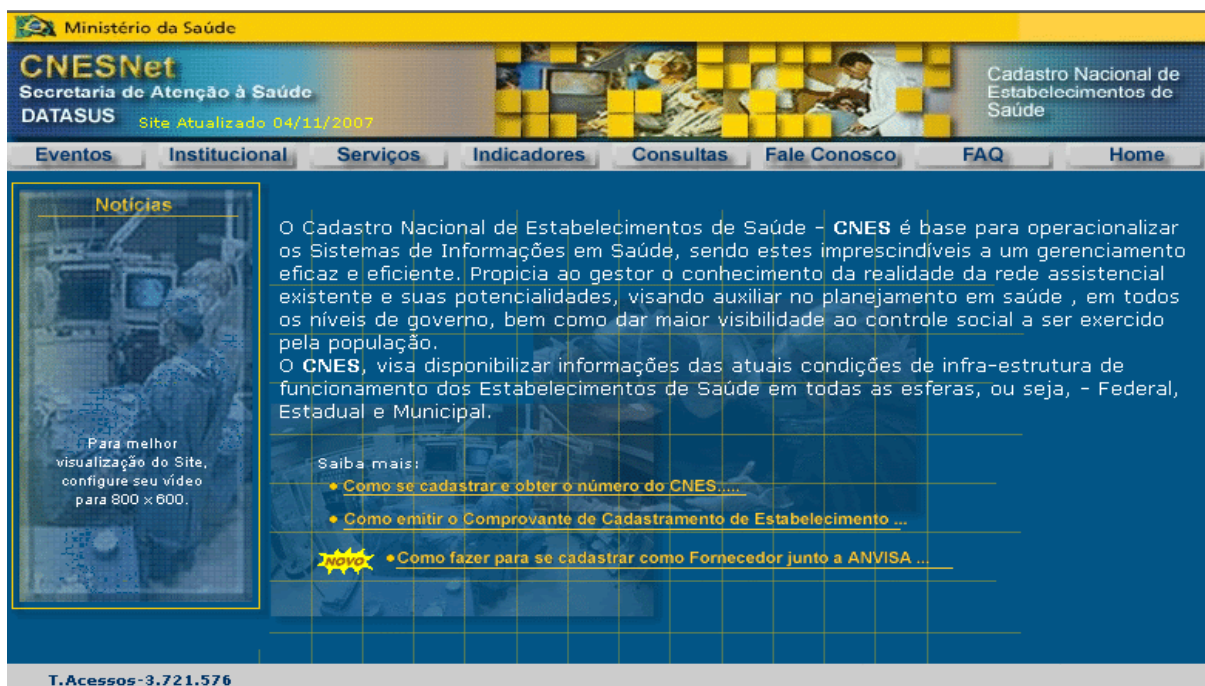 Ministério da Saúde
CNESNet
Secretaria de Atenção à Saúde
DATASUS
Site Atualizado 04/11/2007
Cadastro Nacional de
Estabelecimentos de
Saúde
Eventos Institucional Serviços Indicadores Consultas Fale Conosco FAQ Home
Notícias
Para melhor
visualização do Site,
configure seu vídeo
para 800 x 600.
O Cadastro Nacional de Estabelecimentos de Saúde - CNES é base para operacionalizar
os Sistemas de Informações em Saúde, sendo estes imprescindíveis a um gerenciamento
eficaz e eficiente. Propicia ao gestor o conhecimento da realidade da rede assistencial
existente e suas potencialidades, visando auxiliar no planejamento em saúde , em todos
os níveis de governo, bem como dar maior visibilidade ao controle social a ser exercido
pela população.
O CNES, visa disponibilizar informações das atuais condições de infra-estrutura de
funcionamento dos Estabelecimentos de Saúde em todas as esferas, ou seja, - Federal,
Estadual e Municipal.
Saiba mais:
• Como se cadastrar e obter o número do CNES.....
• Como emitir o Comprovante de Cadastramento de Estabelecimento ...
NOVO • Como fazer para se cadastrar como Fornecedor junto a ANVISA ...
T.Acessos-3.721.576